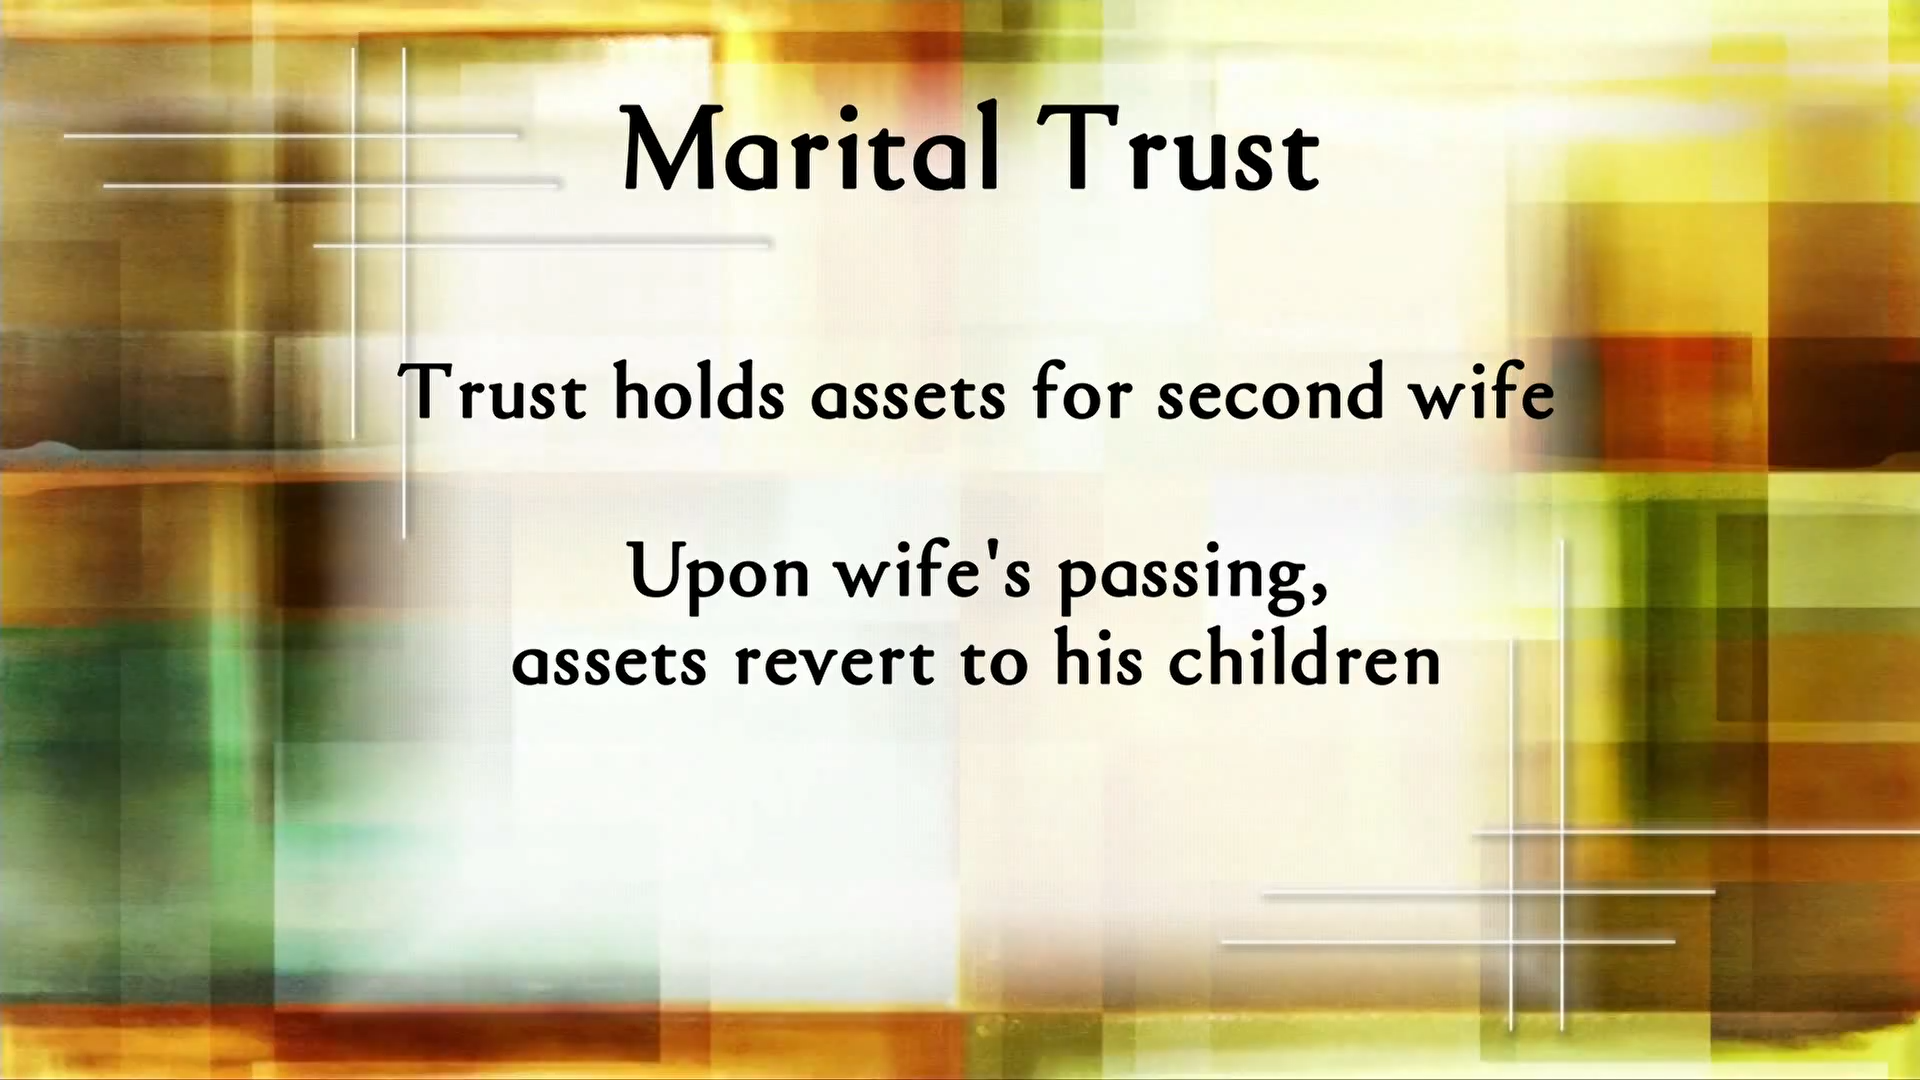 Marital Trust
Trust holds assets for second wife
Upon wife's passing,
assets revert to his children